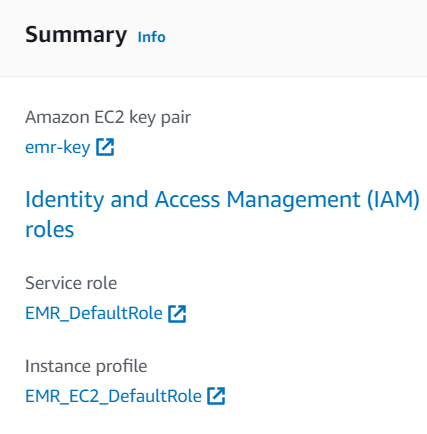 Summary Info
Amazon EC2 key pair
emr-key
Identity and Access Management (IAM)
roles
Service role
EMR_DefaultRole
Instance profile
EMR_EC2_DefaultRole